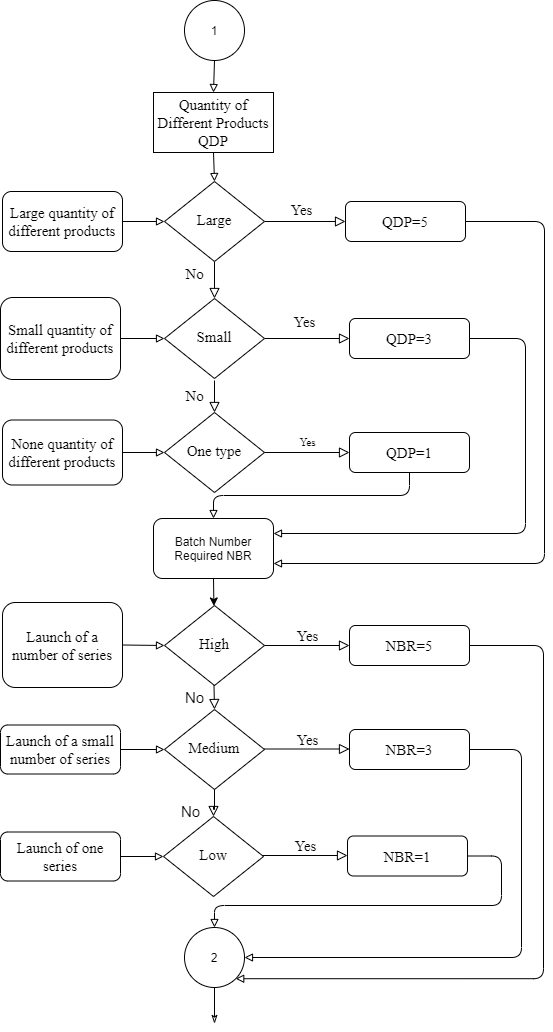 1
Quantity of
Different Products
QDP
Large quantity of
different products
Large
Yes
QDP=5
No
Small quantity of
different products
Small
Yes
QDP=3
No
None quantity of
different products
One type
Yes
QDP=1
Batch Number
Required NBR
Launch of a
number of series
High
Yes
NBR=5
No
Launch of a small
number of series
Medium
Yes
NBR=3
No
Launch of one
series
Low
Yes
NBR=1
2